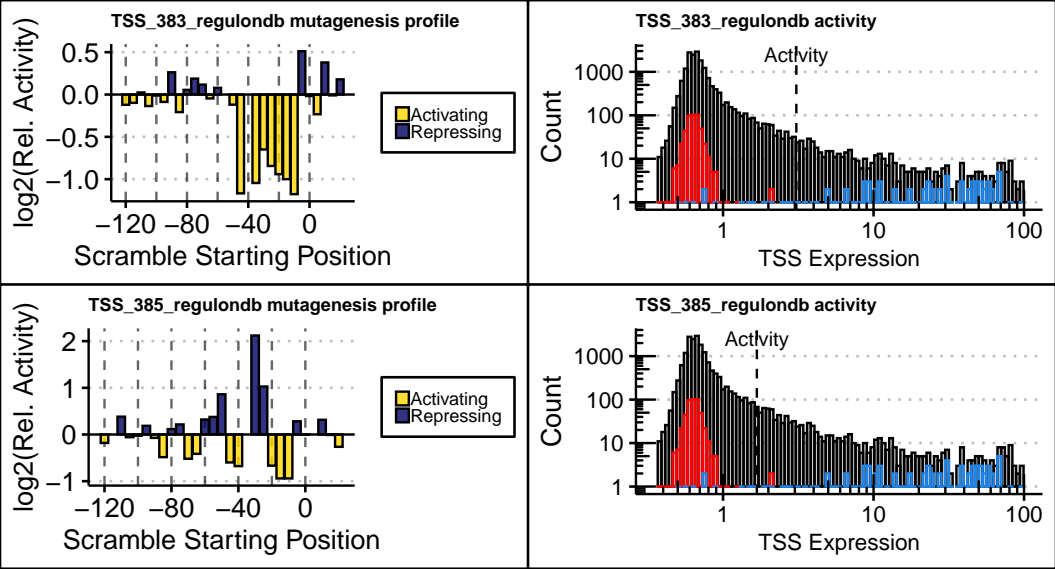 TSS_383_regulondb mutagenesis profile
log2(Rel. Activity)
0.5
0.0
−0.5
−1.0
−120
−80
−40
0
Scramble Starting Position
Activating
Repressing
TSS_383_regulondb activity
Activity
Count
1000
100
10
1
1
10
100
TSS Expression
TSS_385_regulondb mutagenesis profile
log2(Rel. Activity)
2
1
0
−1
−120
−80
−40
0
Scramble Starting Position
Activating
Repressing
TSS_385_regulondb activity
Activity
Count
1000
100
10
1
1
10
100
TSS Expression